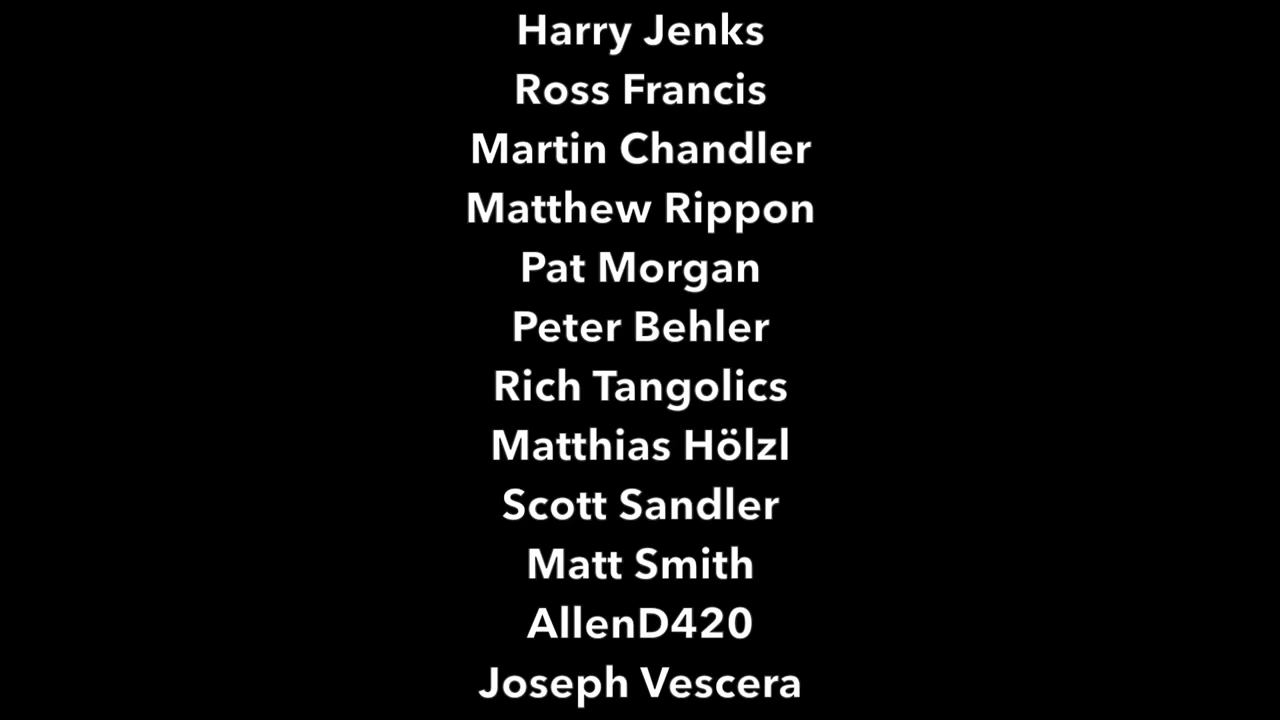 Harry Jenks
Ross Francis
Martin Chandler
Matthew Rippon
Pat Morgan
Peter Behler
Rich Tangolics
Matthias Hölzl
Scott Sandler
Matt Smith
AllenD420
Joseph Vescera